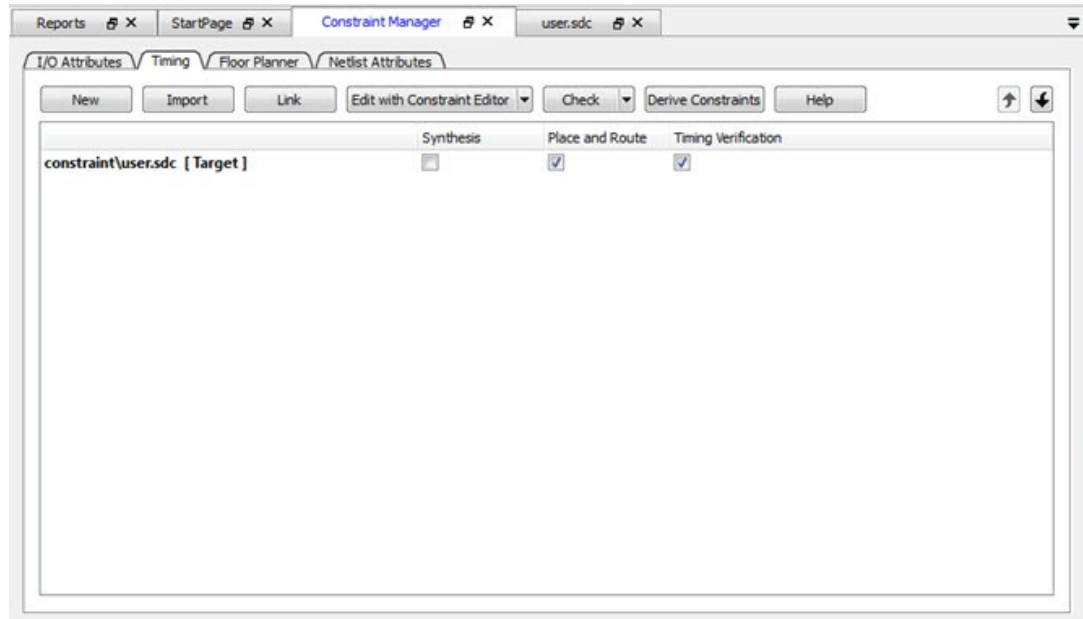 Reports StartPage Constraint Manager user.sdc
I/O Attributes Timing Floor Planner Netlist Attributes
New Import Link Edit with Constraint Editor Check Derive Constraints Help
Synthesis Place and Route Timing Verification
constraint\user.sdc [ Target ]